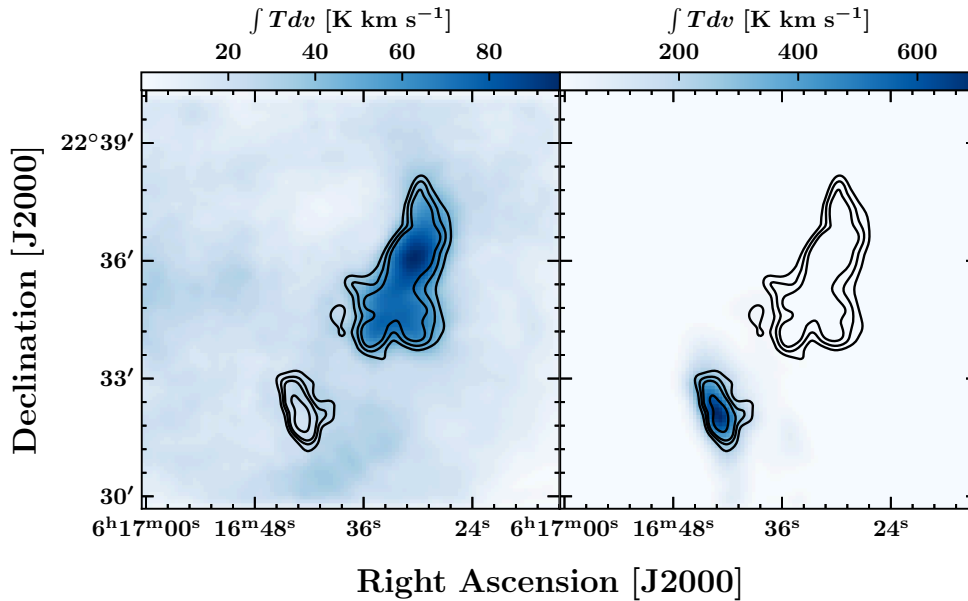 ∫ Tdv [K km s⁻¹] ∫ Tdv [K km s⁻¹]
20 40 60 80 200 400 600
22°39′
36′
33′
30′
Declination [J2000]
6ʰ17ᵐ00ˢ 16ᵐ48ˢ 36ˢ 24ˢ 6ʰ17ᵐ00ˢ 16ᵐ48ˢ 36ˢ 24ˢ
Right Ascension [J2000]